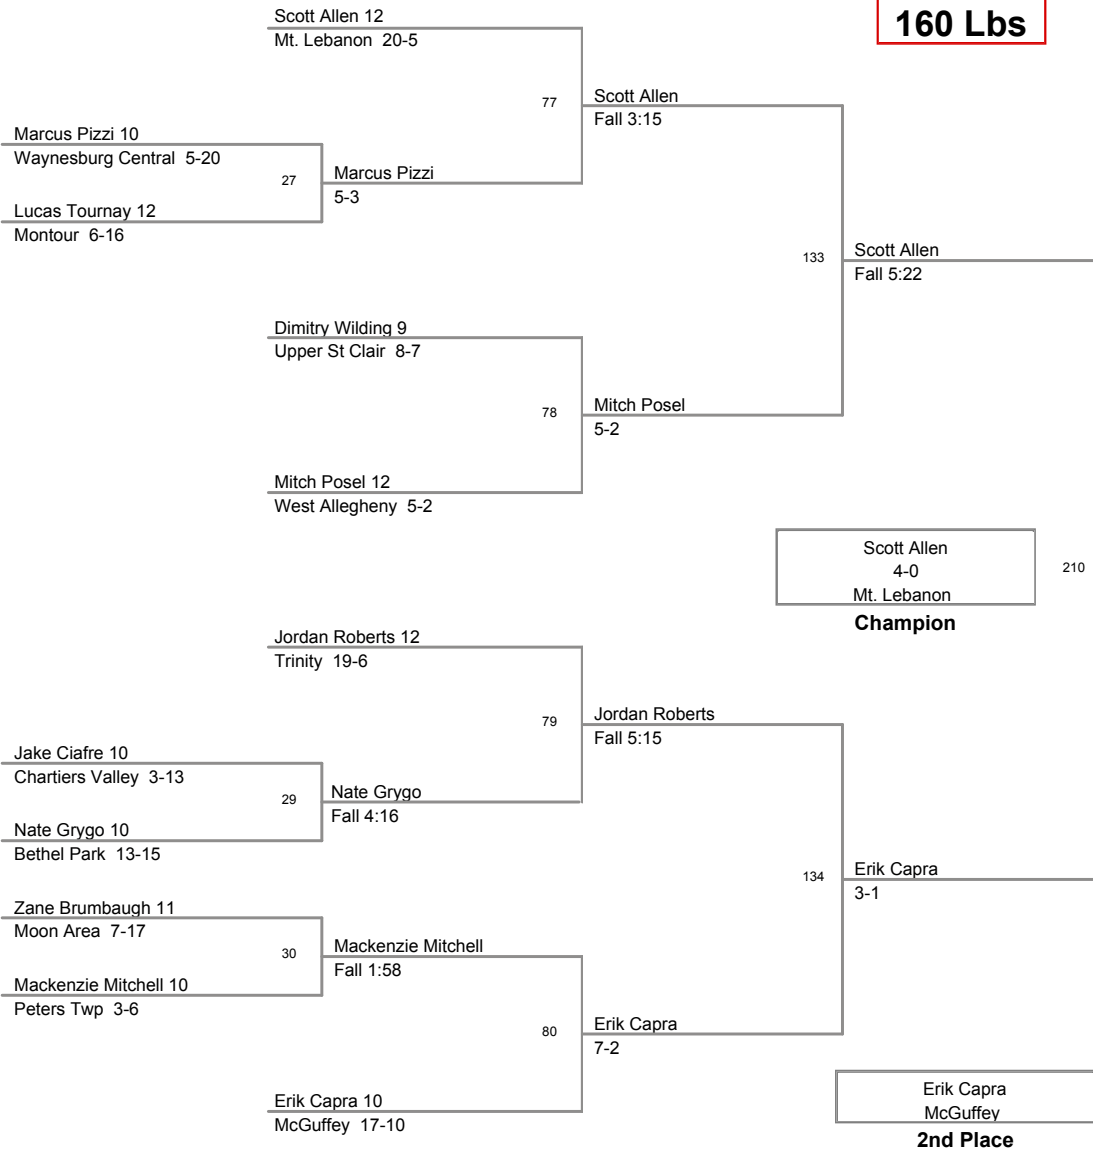 160 Lbs
Scott Allen 12
Mt. Lebanon 20-5
77
Scott Allen
Fall 3:15
Marcus Pizzi 10
Waynesburg Central 5-20
27
Marcus Pizzi
5-3
Lucas Tournay 12
Montour 6-16
133
Scott Allen
Fall 5:22
Dimitry Wilding 9
Upper St Clair 8-7
78
Mitch Posel
5-2
Mitch Posel 12
West Allegheny 5-2
Scott Allen
4-0
Mt. Lebanon
210
Champion
Jordan Roberts 12
Trinity 19-6
79
Jordan Roberts
Fall 5:15
Jake Ciafre 10
Chartiers Valley 3-13
29
Nate Grygo
Fall 4:16
Nate Grygo 10
Bethel Park 13-15
134
Erik Capra
3-1
Zane Brumbaugh 11
Moon Area 7-17
30
Mackenzie Mitchell
Fall 1:58
Mackenzie Mitchell 10
Peters Twp 3-6
80
Erik Capra
7-2
Erik Capra 10
McGuffey 17-10
Erik Capra
McGuffey
2nd Place